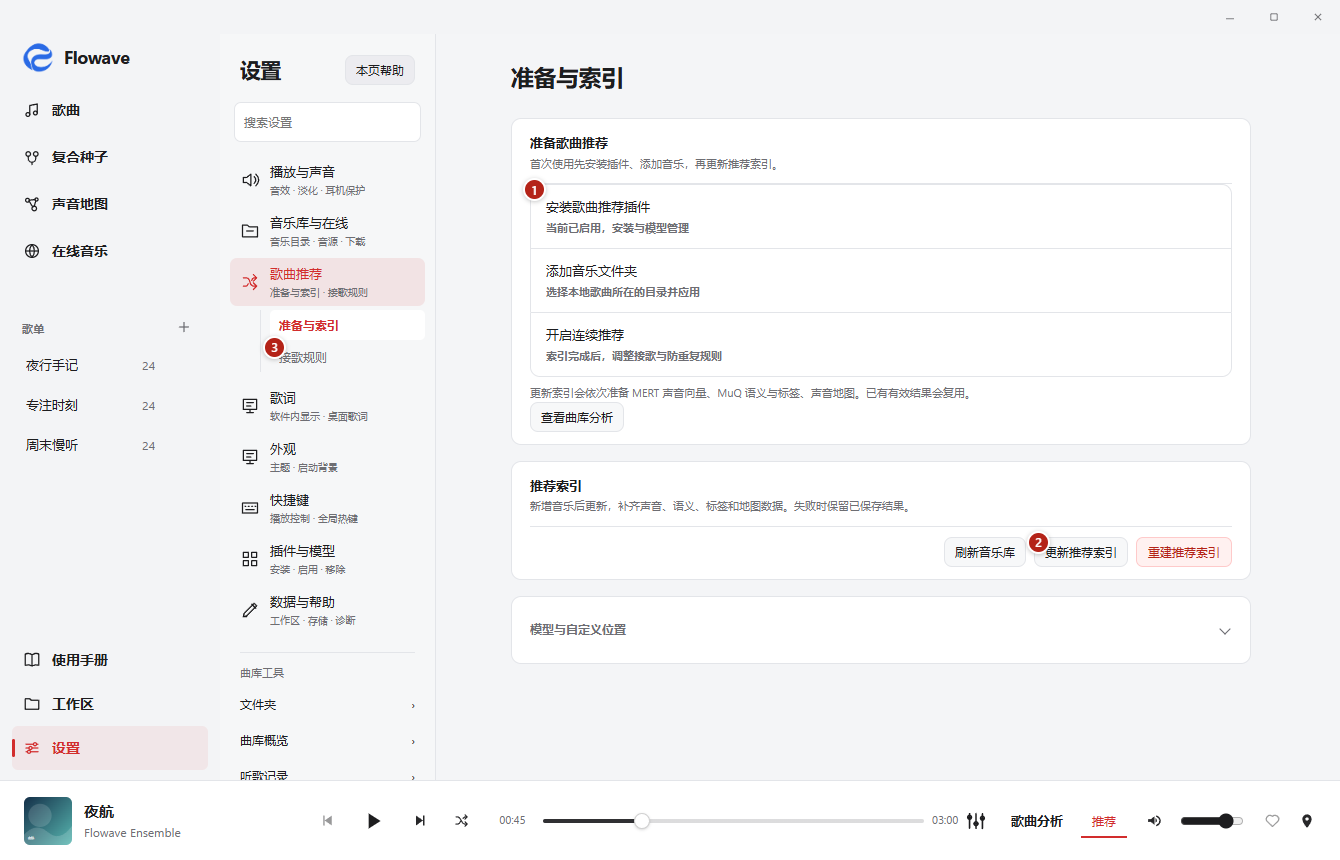 Flowave
歌曲
复合种子
声音地图
在线音乐
歌单
夜行手记 24
专注时刻 24
周末慢听 24
使用手册
工作区
设置
设置
本页帮助
搜索设置
播放与声音
音效 · 淡化 · 耳机保护
音乐库与在线
音乐目录 · 音源 · 下载
歌曲推荐
准备与索引 · 接歌规则
准备与索引
3
接歌规则
歌词
软件内显示 · 桌面歌词
外观
主题 · 启动背景
快捷键
播放控制 · 全局热键
插件与模型
安装 · 启用 · 移除
数据与帮助
工作区 · 存储 · 诊断
曲库工具
文件夹
曲库概览
听歌记录
准备与索引
准备歌曲推荐
首次使用先安装插件、添加音乐，再更新推荐索引。
1
安装歌曲推荐插件
当前已启用，安装与模型管理
添加音乐文件夹
选择本地歌曲所在的目录并应用
开启连续推荐
索引完成后，调整接歌与防重复规则
更新索引会依次准备 MERT 声音向量、MuQ 语义与标签、声音地图。已有有效结果会复用。
查看曲库分析
推荐索引
新增音乐后更新，补齐声音、语义、标签和地图数据。失败时保留已保存结果。
刷新音乐库
2
更新推荐索引
重建推荐索引
模型与自定义位置
夜航
Flowave Ensemble
00:45
03:00
歌曲分析
推荐